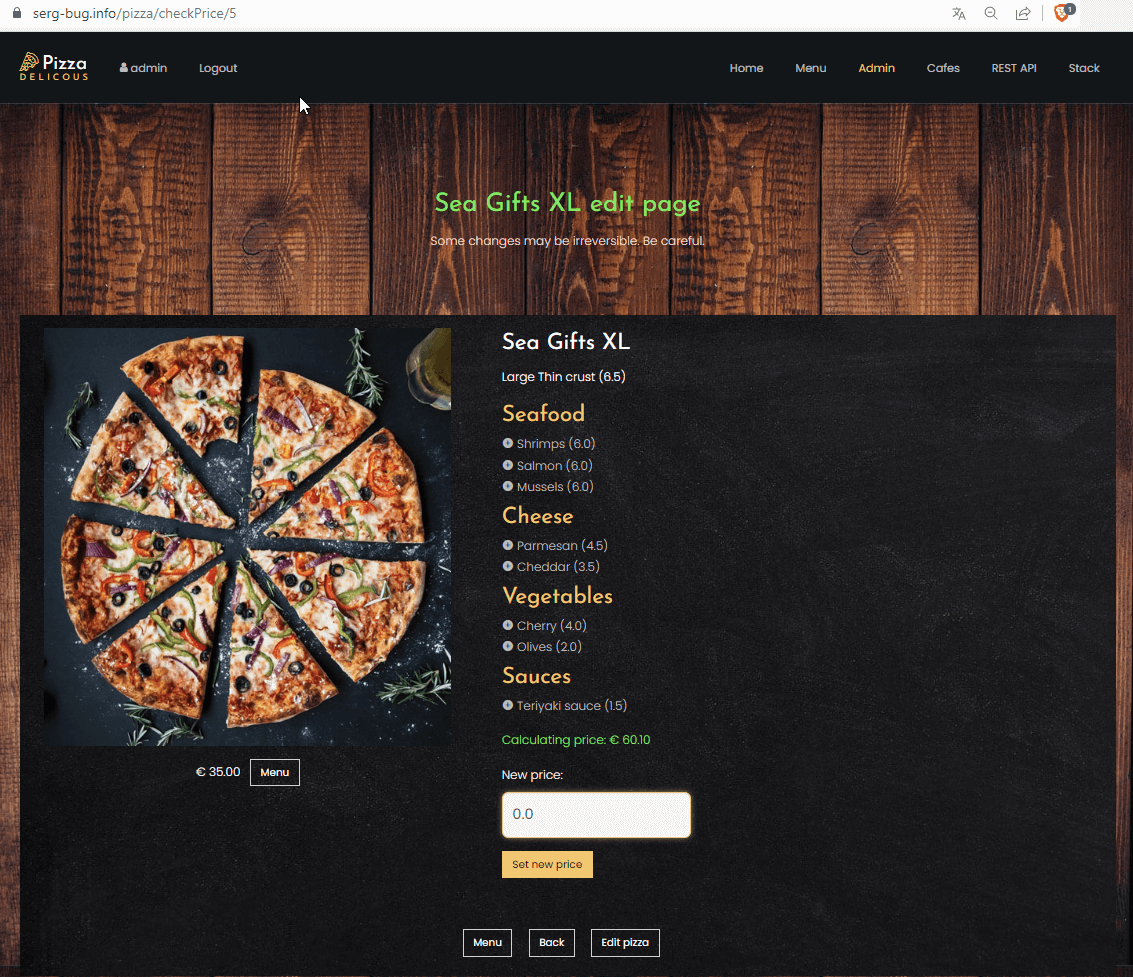 serg-bug.info/pizza/checkPrice/5
1
Pizza
DELICOUS
admin
Logout
Home
Menu
Admin
Cafes
REST API
Stack
Sea Gifts XL edit page
Some changes may be irreversible. Be careful.
Sea Gifts XL
Large Thin crust (6.5)
Seafood
Shrimps (6.0)
Salmon (6.0)
Mussels (6.0)
Cheese
Parmesan (4.5)
Cheddar (3.5)
Vegetables
Cherry (4.0)
Olives (2.0)
Sauces
Teriyaki sauce (1.5)
Calculating price: € 60.10
€ 35.00
Menu
New price:
0.0
Set new price
Menu
Back
Edit pizza